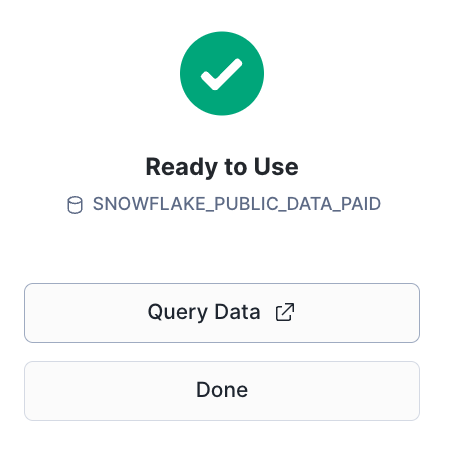 Ready to Use
SNOWFLAKE_PUBLIC_DATA_PAID
Query Data
Done